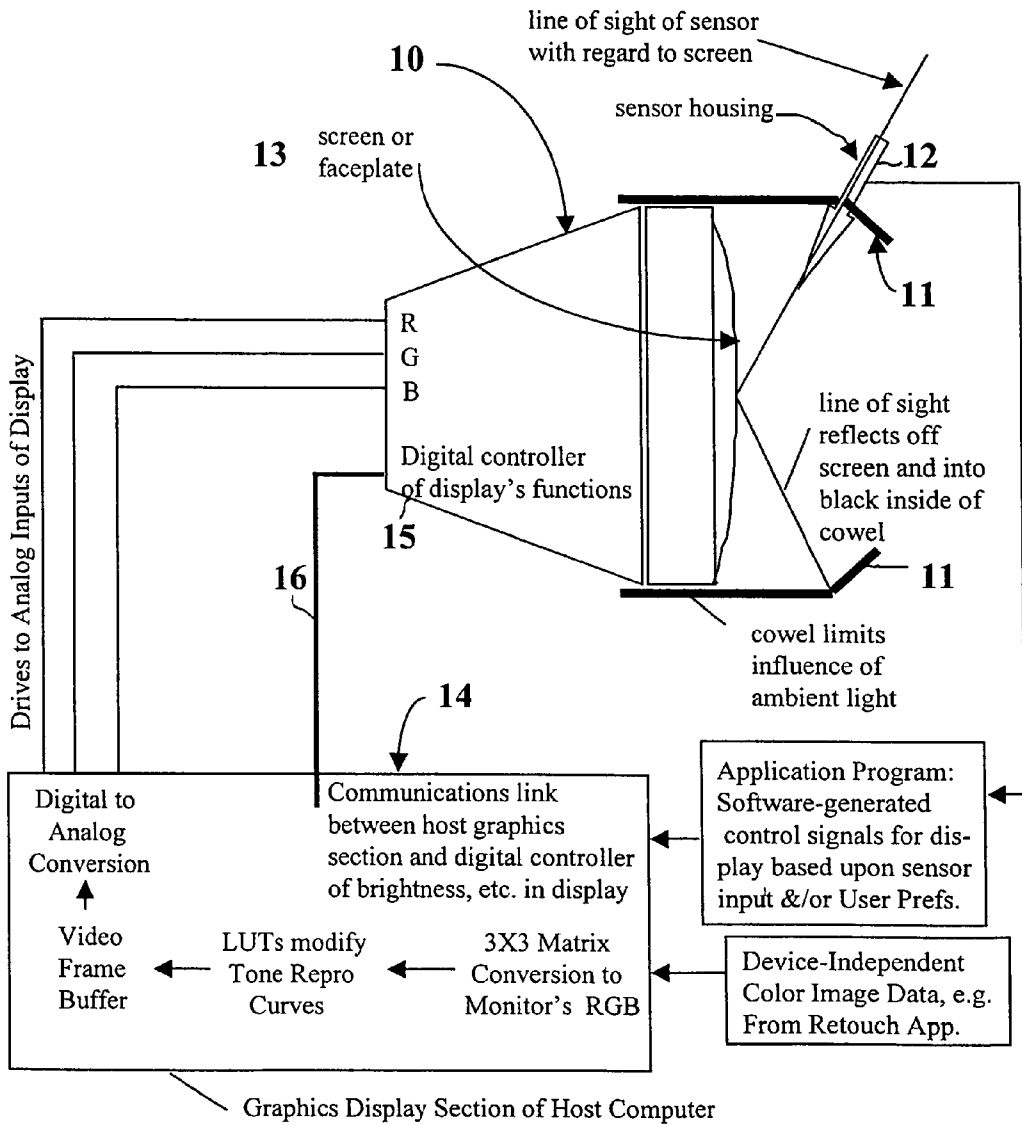 line of sight of sensor
with regard to screen
10
sensor housing
12
13
screen or
faceplate
11
R
G
B
Drives to Analog Inputs of Display
line of sight
reflects off
screen and into
black inside of
cowel
Digital controller
of display's functions
15
16
11
cowel limits
influence of
ambient light
14
Digital to
Analog
Conversion
Communications link
between host graphics
section and digital controller
of brightness, etc. in display
Application Program:
Software-generated
control signals for dis-
play based upon sensor
input &/or User Prefs.
Video
Frame
Buffer
LUTs modify
Tone Repro
Curves
3X3 Matrix
Conversion to
Monitor's RGB
Device-Independent
Color Image Data, e.g.
From Retouch App.
Graphics Display Section of Host Computer